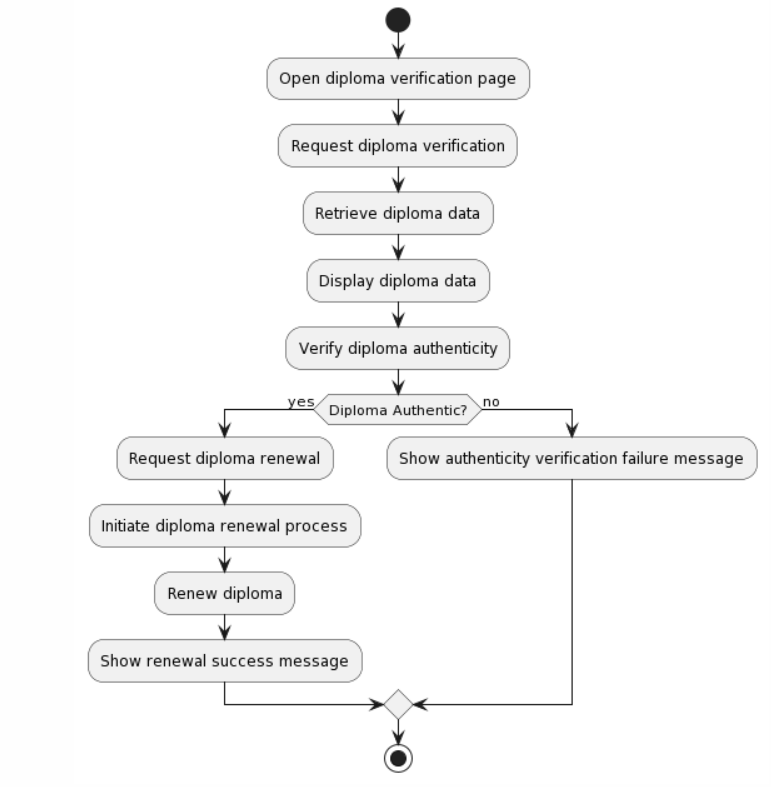 Open diploma verification page
Request diploma verification
Retrieve diploma data
Display diploma data
Verify diploma authenticity
yes
Diploma Authentic?
no
Request diploma renewal
Show authenticity verification failure message
Initiate diploma renewal process
Renew diploma
Show renewal success message